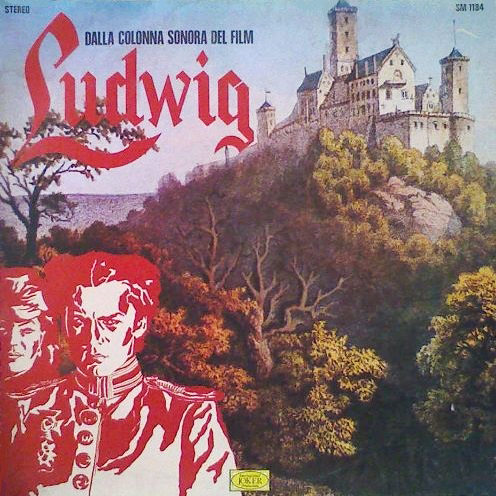 STEREO
SM 1184
DALLA COLONNA SONORA DEL FILM
Ludwig
JOKER